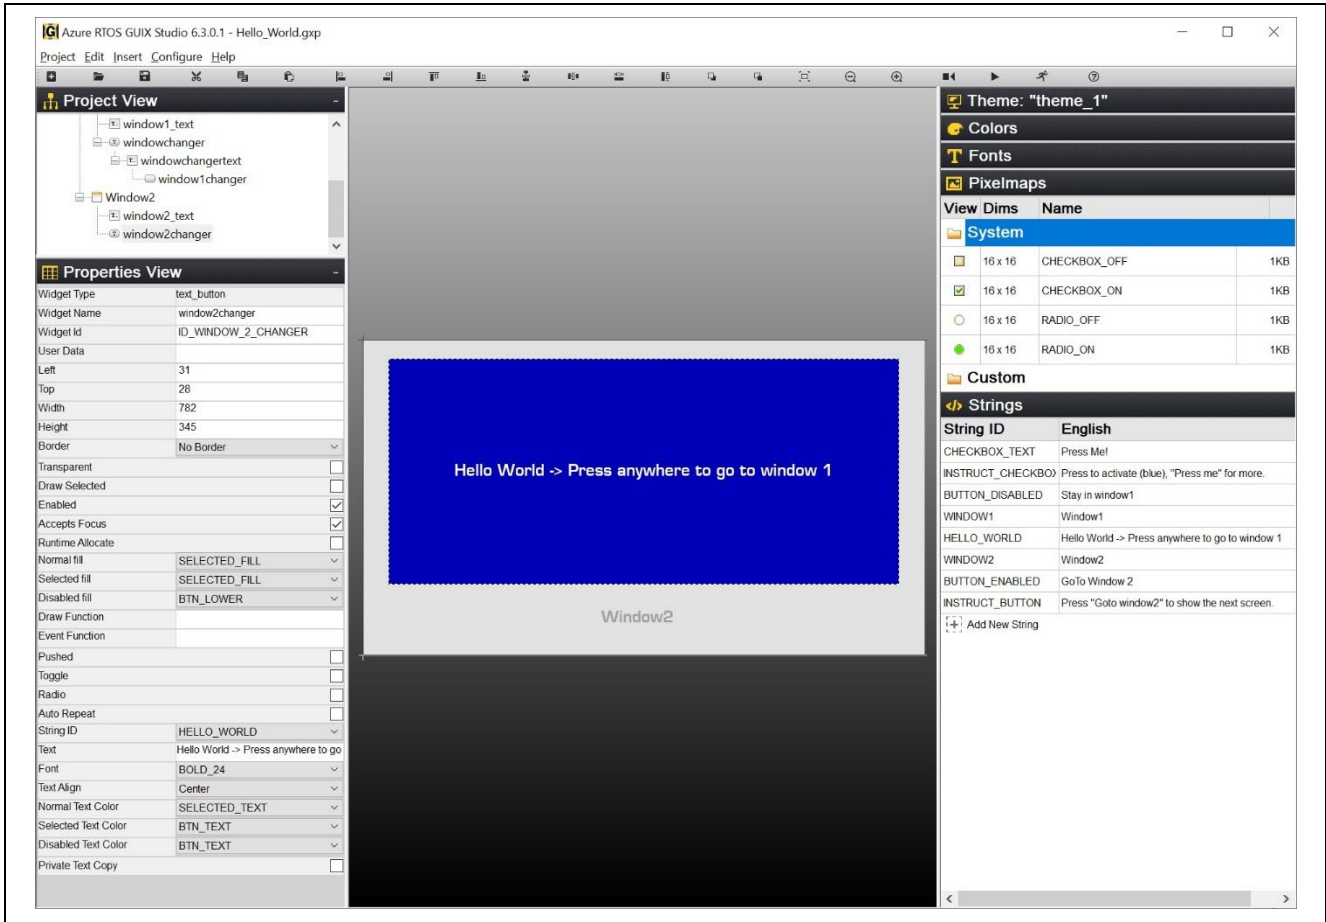 Azure RTOS GUIX Studio 6.3.0.1 - Hello_World.gxp
Project Edit Insert Configure Help
Project View
window1_text
windowchanger
windowchangertext
window1changer
Window2
window2_text
window2changer
Properties View
Widget Type text_button
Widget Name window2changer
Widget Id ID_WINDOW_2_CHANGER
User Data
Left 31
Top 28
Width 782
Height 345
Border No Border
Transparent
Draw Selected
Enabled
Accepts Focus
Runtime Allocate
Normal fill SELECTED_FILL
Selected fill SELECTED_FILL
Disabled fill BTN_LOWER
Draw Function
Event Function
Pushed
Toggle
Radio
Auto Repeat
String ID HELLO_WORLD
Text Hello World -> Press anywhere to go
Font BOLD_24
Text Align Center
Normal Text Color SELECTED_TEXT
Selected Text Color BTN_TEXT
Disabled Text Color BTN_TEXT
Private Text Copy
Hello World -> Press anywhere to go to window 1
Window2
Theme: "theme_1"
Colors
Fonts
Pixelmaps
View Dims Name
System
16 x 16 CHECKBOX_OFF 1KB
16 x 16 CHECKBOX_ON 1KB
16 x 16 RADIO_OFF 1KB
16 x 16 RADIO_ON 1KB
Custom
Strings
String ID English
CHECKBOX_TEXT Press Me!
INSTRUCT_CHECKBOX Press to activate (blue), "Press me" for more.
BUTTON_DISABLED Stay in window1
WINDOW1 Window1
HELLO_WORLD Hello World -> Press anywhere to go to window 1
WINDOW2 Window2
BUTTON_ENABLED GoTo Window 2
INSTRUCT_BUTTON Press "Goto window2" to show the next screen.
Add New String